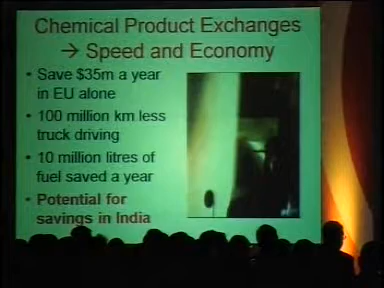 Chemical Product Exchanges
→ Speed and Economy
• Save $35m a year
in EU alone
• 100 million km less
truck driving
• 10 million litres of
fuel saved a year
• Potential for
savings in India